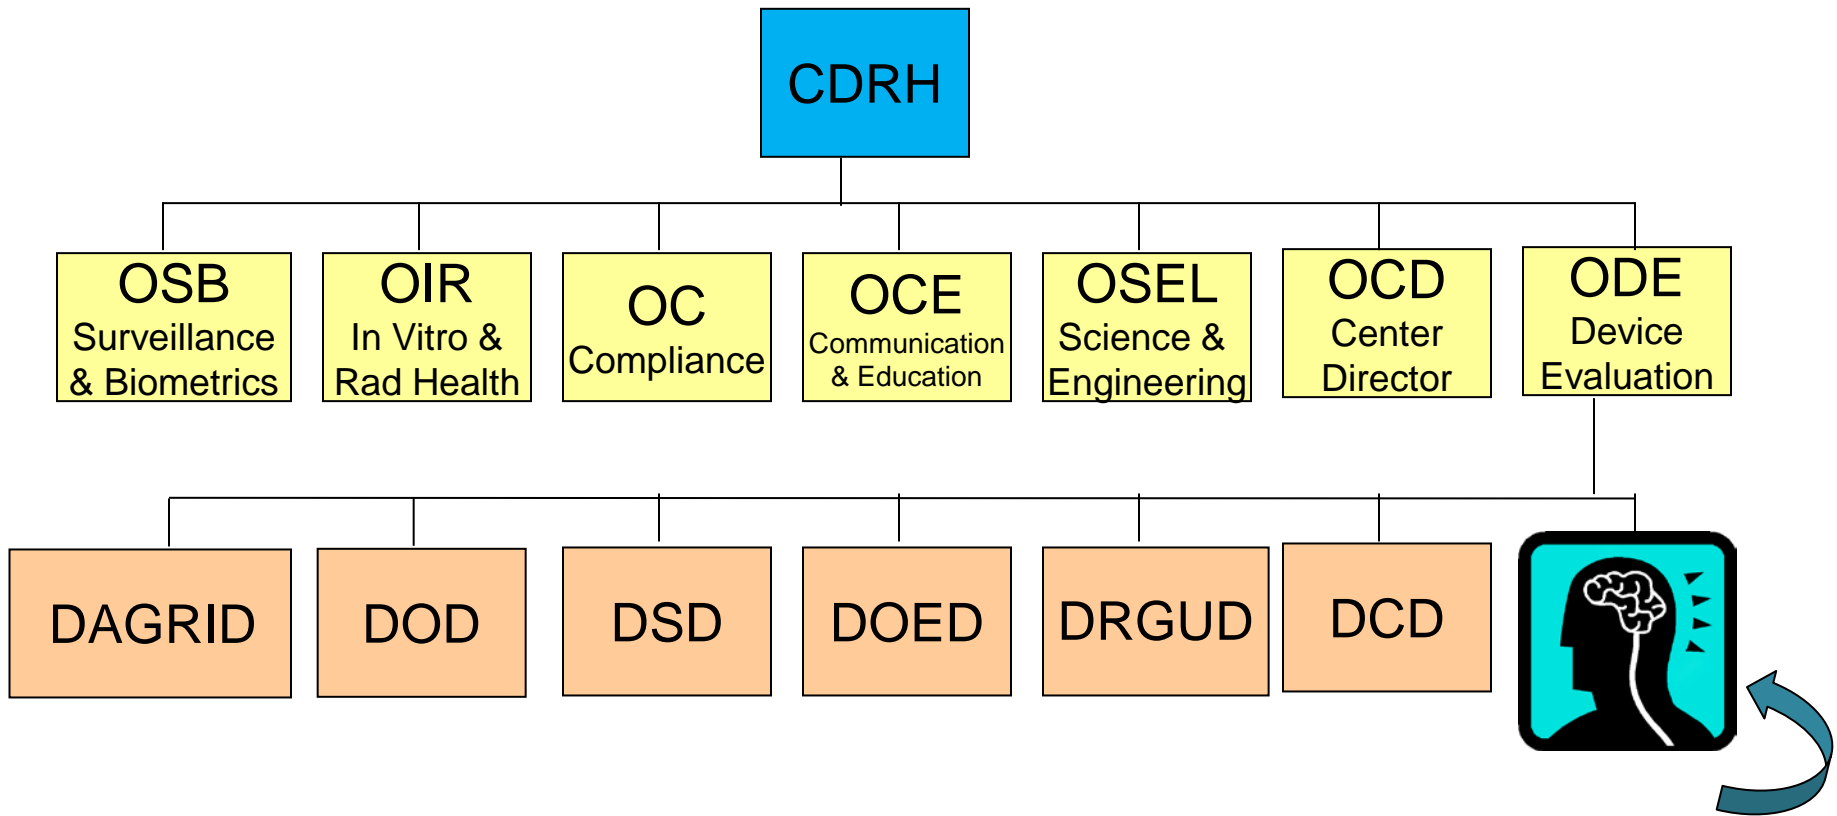 CDRH
OSB
Surveillance
& Biometrics
OIR
In Vitro &
Rad Health
OC
Compliance
OCE
Communication
& Education
OSEL
Science &
Engineering
OCD
Center
Director
ODE
Device
Evaluation
DAGRID
DOD
DSD
DOED
DRGUD
DCD